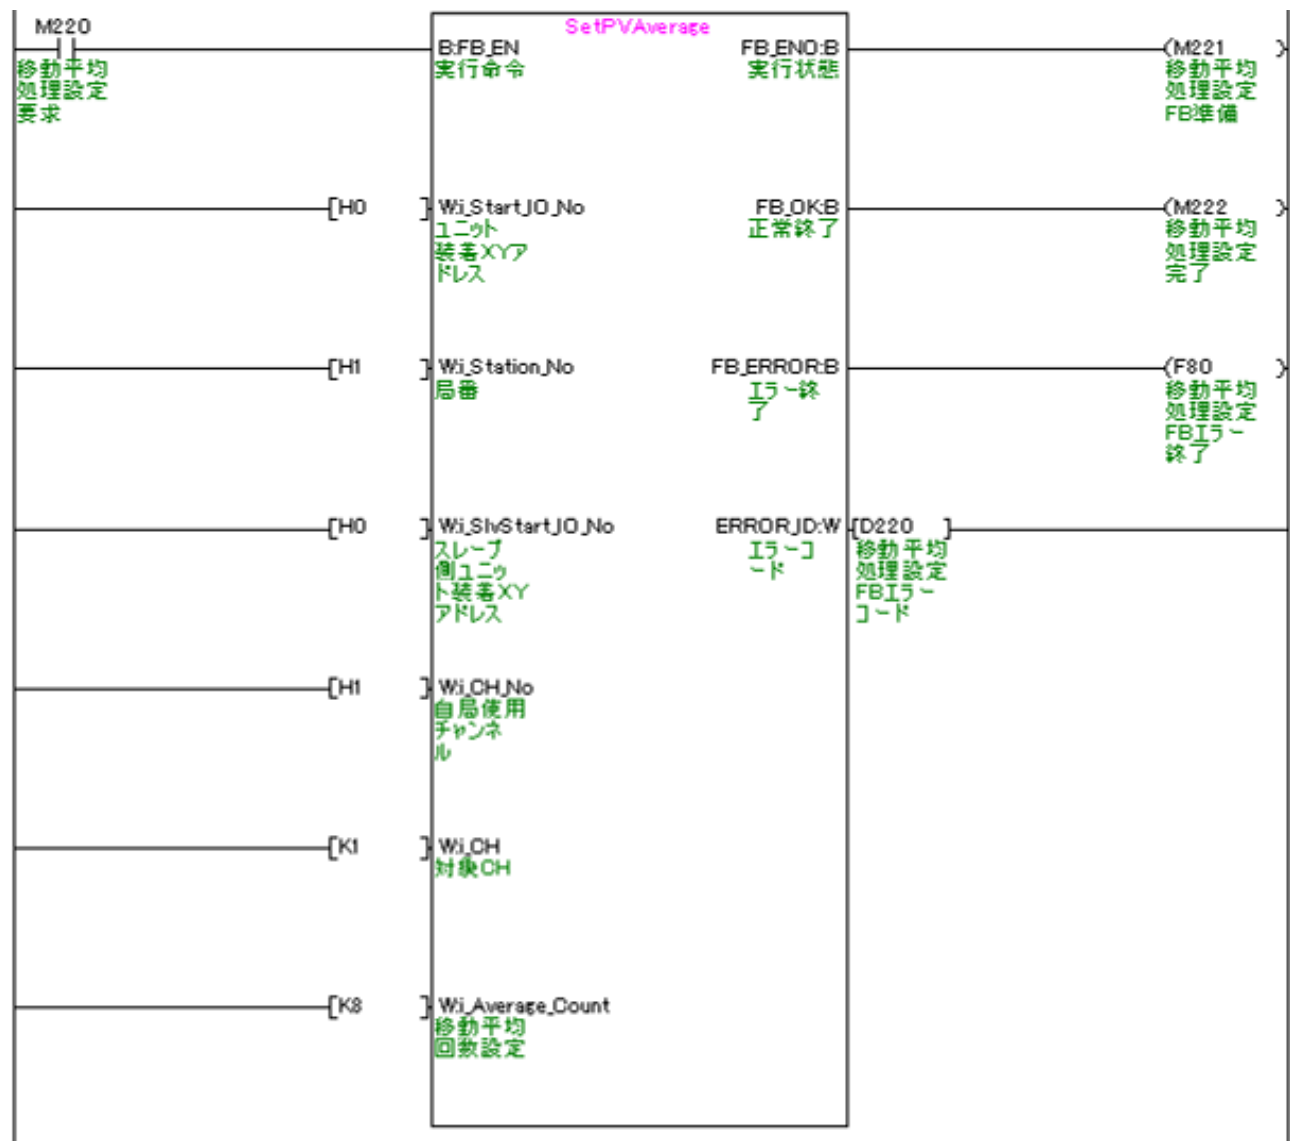 M220
移動平均
処理設定
要求
SetPVAverage
B:FB_EN
実行命令
FB_ENO:B
実行状態
(M221 )
移動平均
処理設定
FB準備
[H0 ]
W:i_Start_IO_No
ユニット
装着XYア
ドレス
FB_OK:B
正常終了
(M222 )
移動平均
処理設定
完了
[H1 ]
W:i_Station_No
局番
FB_ERROR:B
エラー終
了
(F80 )
移動平均
処理設定
FBエラー
終了
[H0 ]
W:i_SlvStart_IO_No
スレーブ
側ユニッ
ト装着XY
アドレス
ERROR_ID:W
エラーコ
ード
[D220 ]
移動平均
処理設定
FBエラー
コード
[H1 ]
W:i_CH_No
自局使用
チャンネ
ル
[K1 ]
W:i_CH
対象CH
[K8 ]
W:i_Average_Count
移動平均
回数設定